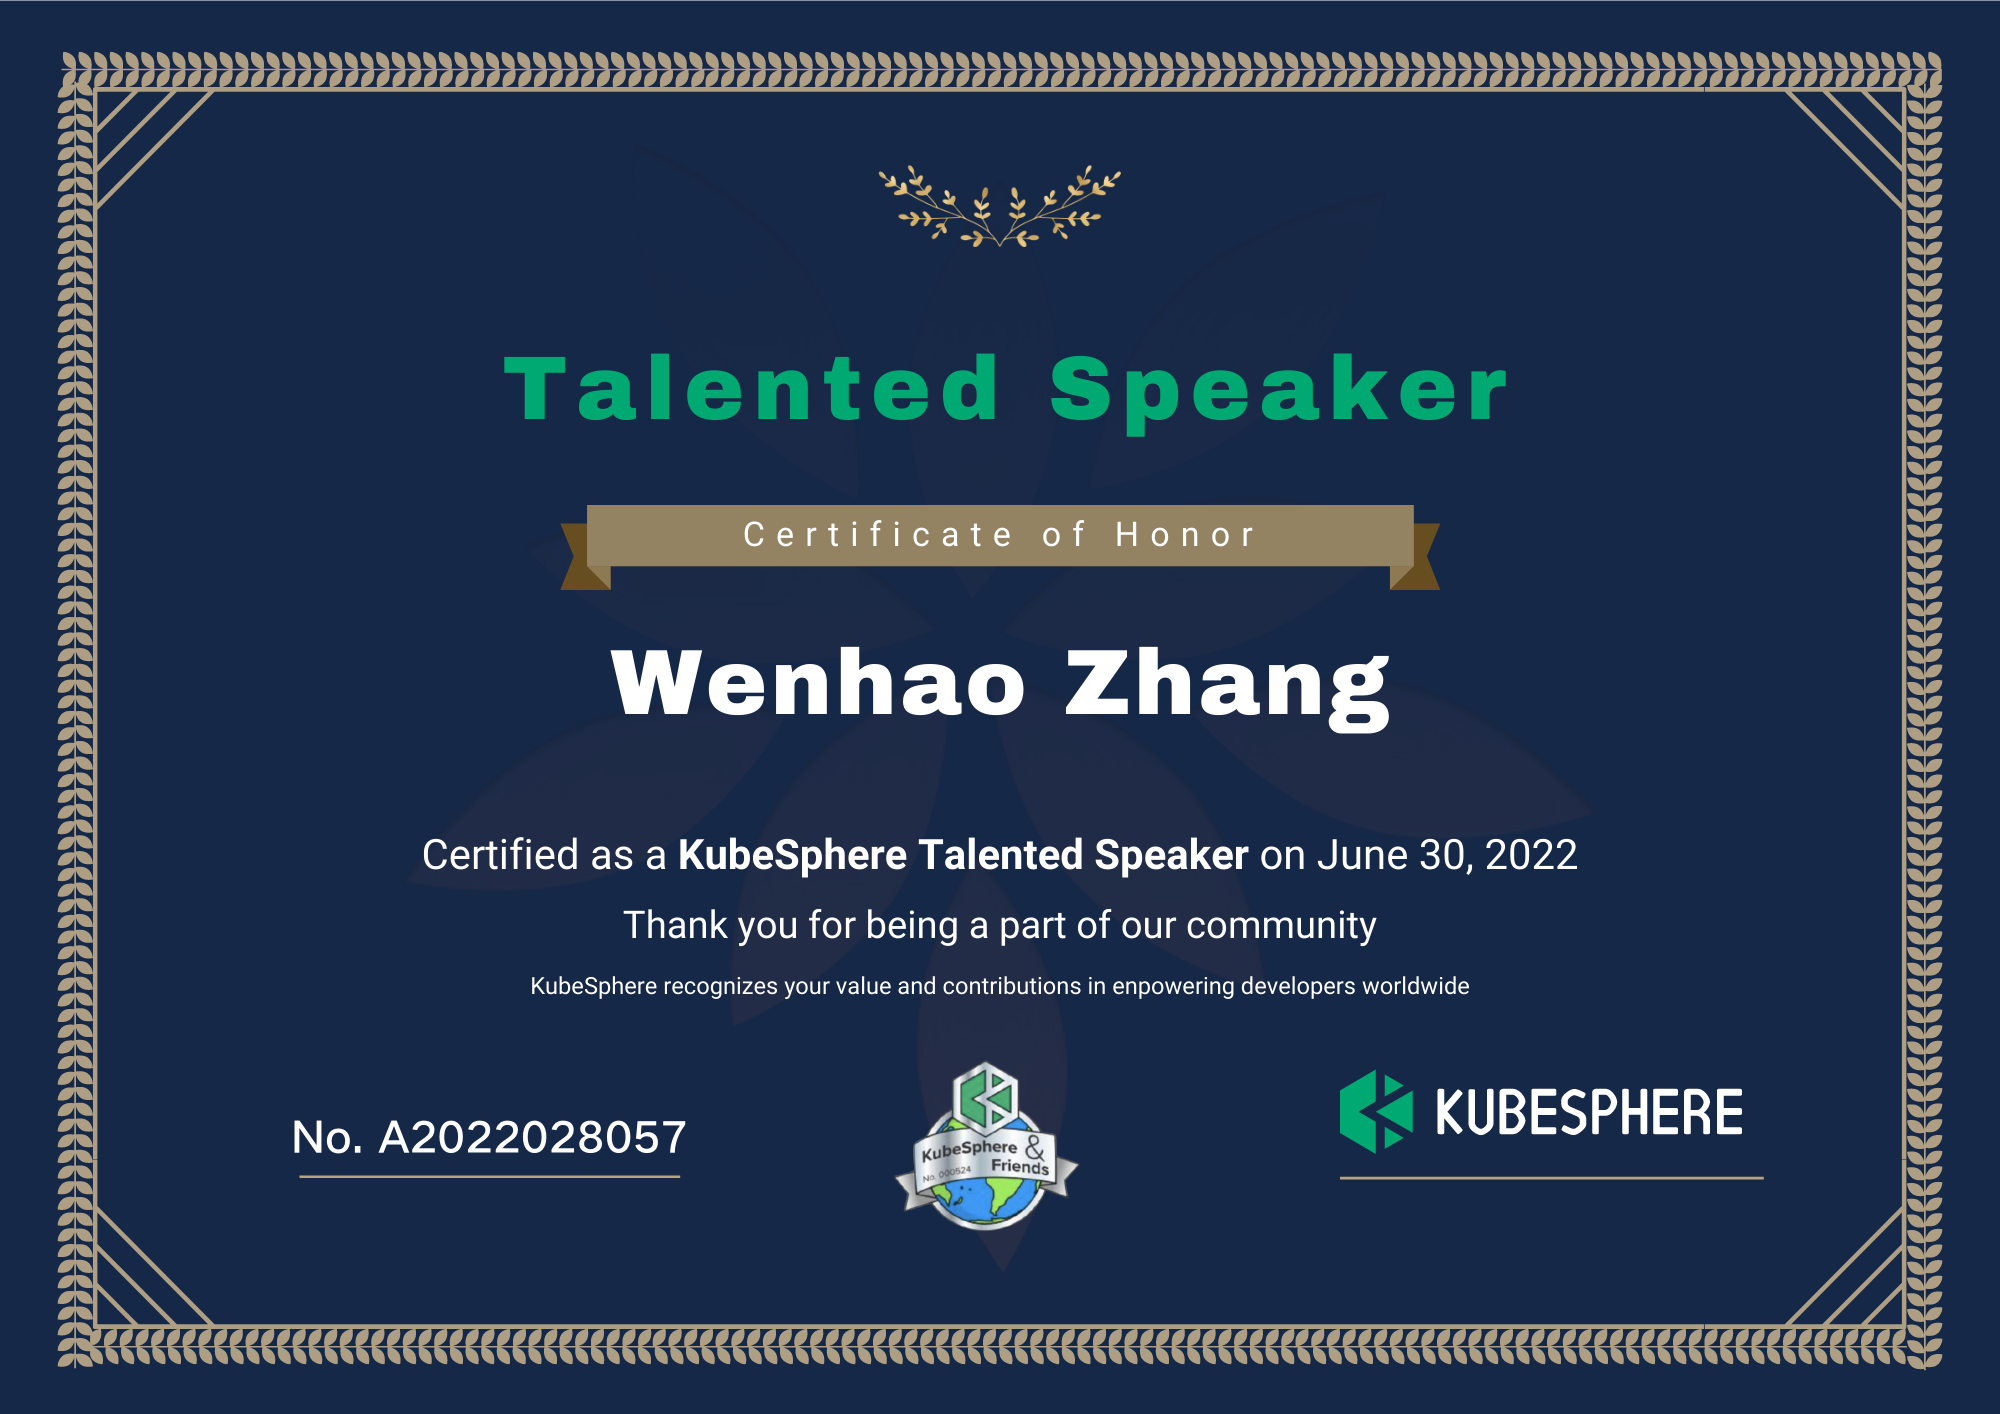 Talented Speaker
Certificate of Honor
Wenhao Zhang
Certified as a KubeSphere Talented Speaker on June 30, 2022
Thank you for being a part of our community
KubeSphere recognizes your value and contributions in enpowering developers worldwide
No. A2022028057
KubeSphere &
Friends
No. 000524
KUBESPHERE